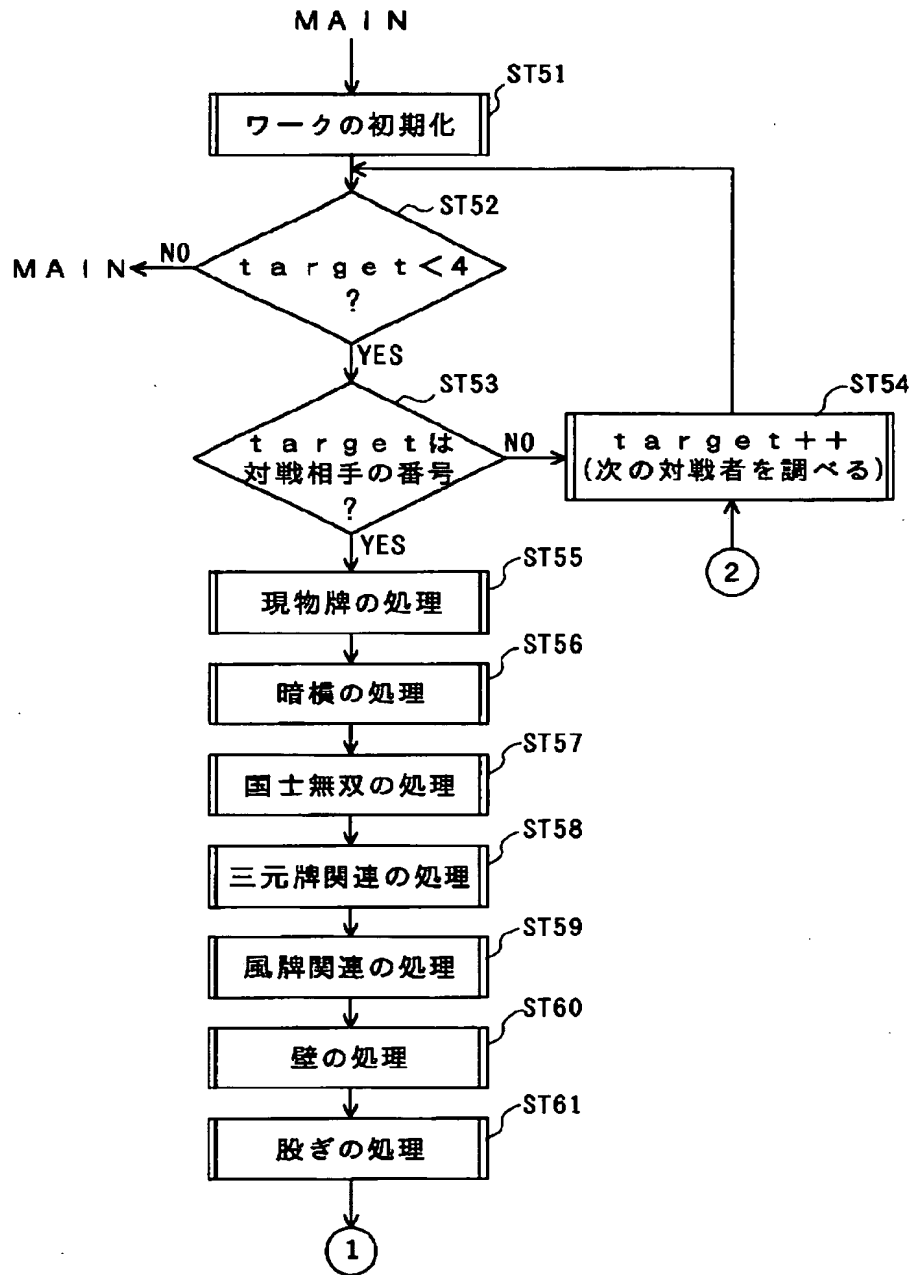 MAIN
ST51
ワークの初期化
ST52
target<4
?
NO
MAIN
YES
ST53
targetは
対戦相手の番号
?
NO
YES
ST54
target++
(次の対戦者を調べる)
2
ST55
現物牌の処理
ST56
暗槓の処理
ST57
国士無双の処理
ST58
三元牌関連の処理
ST59
風牌関連の処理
ST60
壁の処理
ST61
股ぎの処理
1